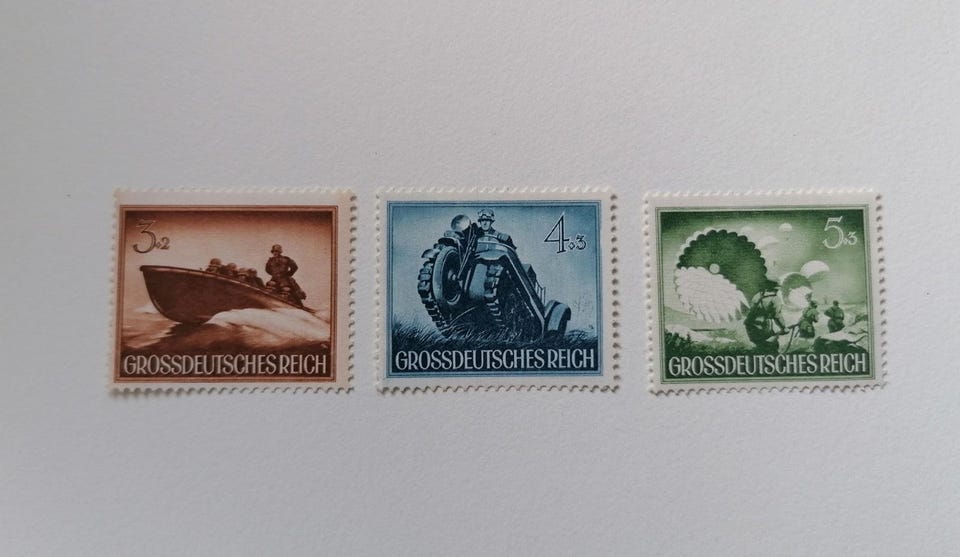 3+2
GROSSDEUTSCHES REICH
4+3
GROSSDEUTSCHES REICH
5+3
GROSSDEUTSCHES REICH